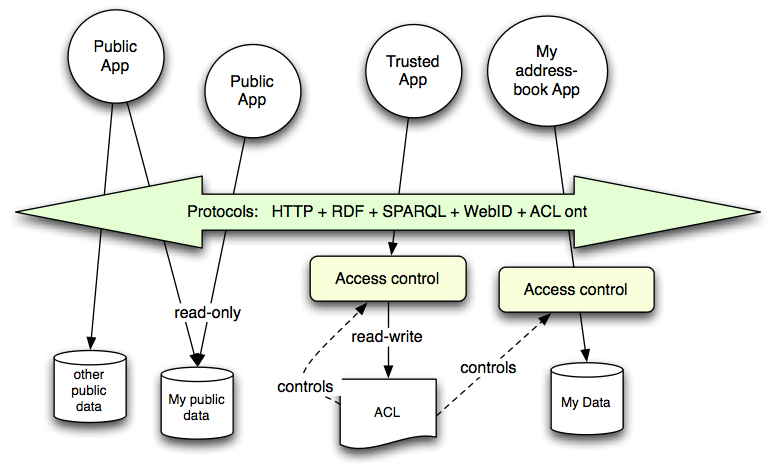 Public
App
Public
App
Trusted
App
My
address-
book App
Protocols: HTTP + RDF + SPARQL + WebID + ACL ont
Access control
Access control
read-only
read-write
controls
controls
other
public
data
My public
data
ACL
My Data